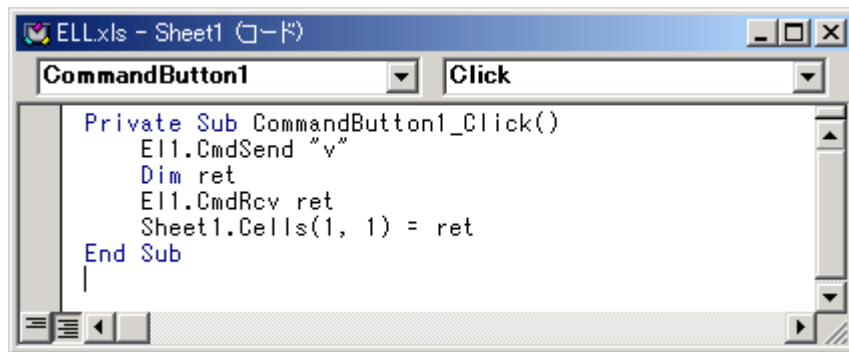 ELL.xls - Sheet1 (コード)
CommandButton1 Click
Private Sub CommandButton1_Click()
El1.CmdSend "v"
Dim ret
El1.CmdRcv ret
Sheet1.Cells(1, 1) = ret
End Sub